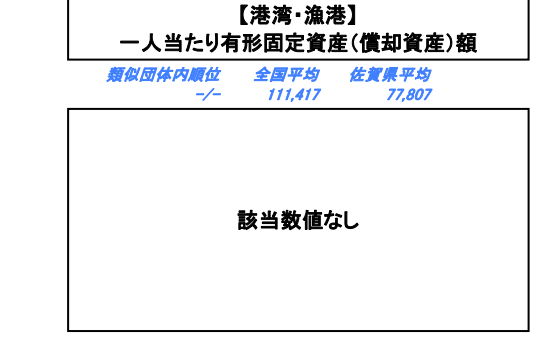 【港湾・漁港】
一人当たり有形固定資産（償却資産）額
類似団体内順位 全国平均 佐賀県平均
-/- 111,417 77,807
該当数値なし